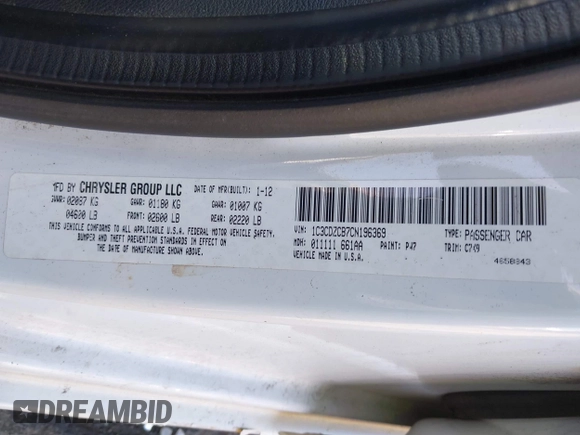 MFD BY CHRYSLER GROUP LLC DATE OF MFR(BUILT): 1-12
GVWR: 02087 KG GAWR: 01180 KG GAWR: 01007 KG
04600 LB FRONT: 02600 LB REAR: 02220 LB
THIS VEHICLE CONFORMS TO ALL APPLICABLE U.S.A. FEDERAL MOTOR VEHICLE SAFETY,
BUMPER AND THEFT PREVENTION STANDARDS IN EFFECT ON
THE DATE OF MANUFACTURE SHOWN ABOVE.
VIN: 1C3CDZCB7CN196369 TYPE: PASSENGER CAR
MDH: 011111 661AA PAINT: PW7 TRIM: C7X9
VEHICLE MADE IN U.S.A. 4658843
DREAMBID